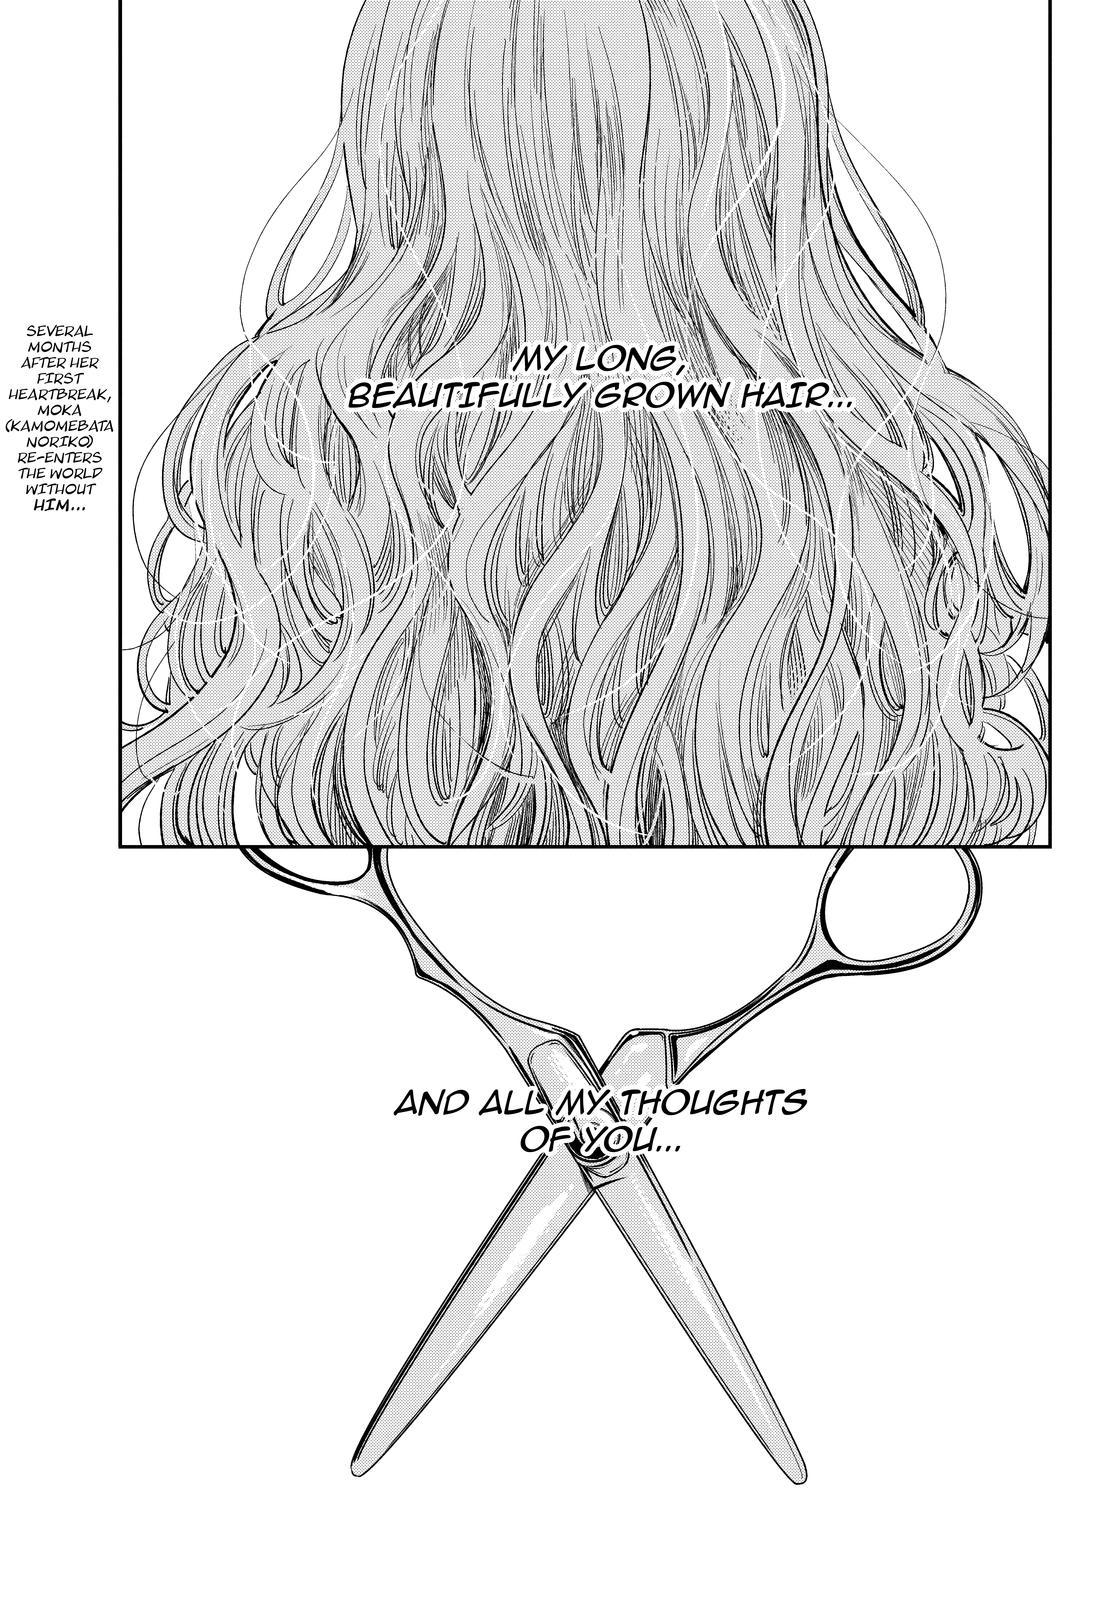 SEVERAL
MONTHS
AFTER HER
FIRST
HEARTBREAK,
MOKA
(KAMOMEBATA
NORIKO)
RE-ENTERS
THE WORLD
WITHOUT
HIM...
MY LONG,
BEAUTIFULLY GROWN HAIR...
AND ALL MY THOUGHTS
OF YOU...